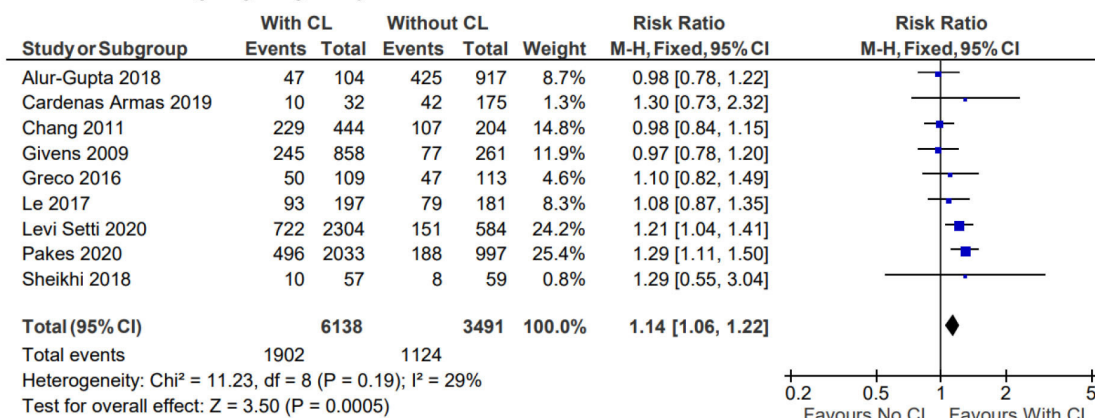 With CL Without CL Risk Ratio Risk Ratio
Study or Subgroup Events Total Events Total Weight M-H, Fixed, 95% CI M-H, Fixed, 95% CI
Alur-Gupta 2018 47 104 425 917 8.7% 0.98 [0.78, 1.22]
Cardenas Armas 2019 10 32 42 175 1.3% 1.30 [0.73, 2.32]
Chang 2011 229 444 107 204 14.8% 0.98 [0.84, 1.15]
Givens 2009 245 858 77 261 11.9% 0.97 [0.78, 1.20]
Greco 2016 50 109 47 113 4.6% 1.10 [0.82, 1.49]
Le 2017 93 197 79 181 8.3% 1.08 [0.87, 1.35]
Levi Setti 2020 722 2304 151 584 24.2% 1.21 [1.04, 1.41]
Pakes 2020 496 2033 188 997 25.4% 1.29 [1.11, 1.50]
Sheikhi 2018 10 57 8 59 0.8% 1.29 [0.55, 3.04]
Total (95% CI) 6138 3491 100.0% 1.14 [1.06, 1.22]
Total events 1902 1124
Heterogeneity: Chi² = 11.23, df = 8 (P = 0.19); I² = 29%
Test for overall effect: Z = 3.50 (P = 0.0005)
0.2 0.5 1 2 5
Favours No CL Favours With CL